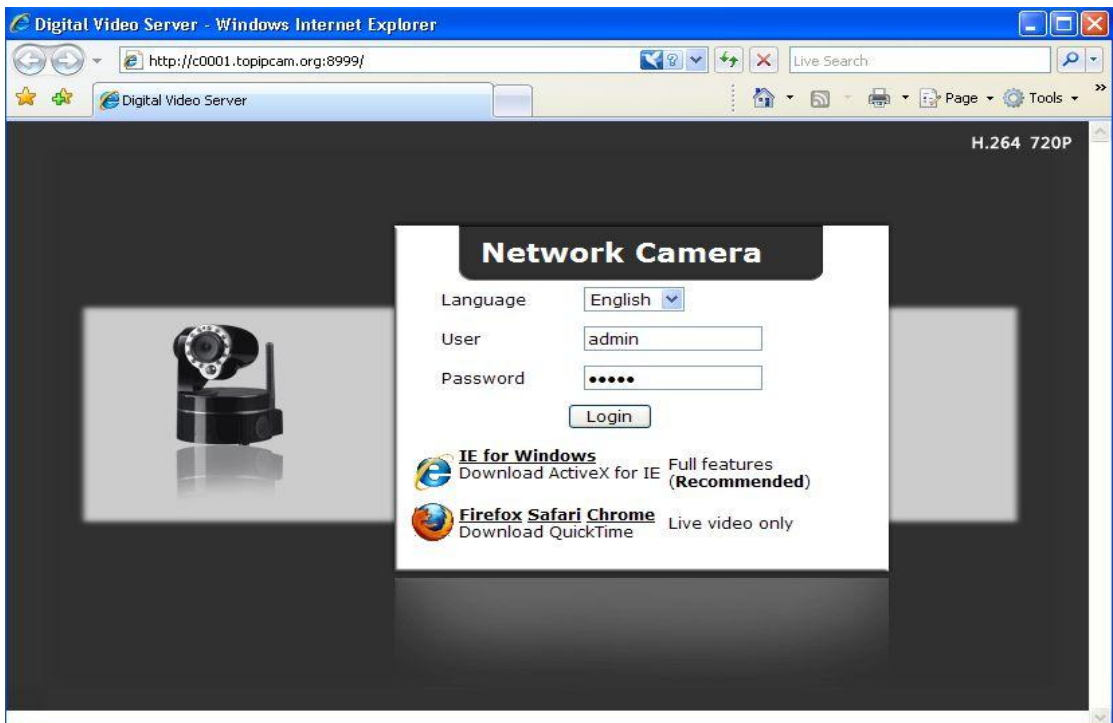 Digital Video Server - Windows Internet Explorer
http://c0001.topipcam.org:8999/
Live Search
Digital Video Server
Page Tools »
H.264 720P
Network Camera
Language English
User admin
Password •••••
Login
IE for Windows
Download ActiveX for IE
Full features
(Recommended)
Firefox Safari Chrome
Download QuickTime
Live video only